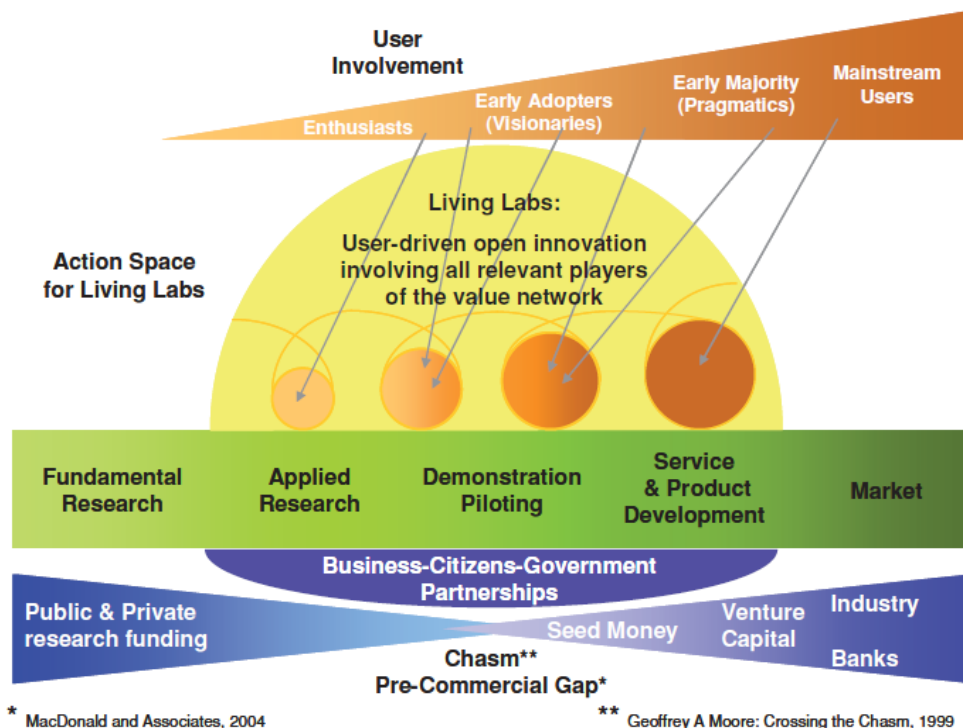 User
Involvement
Enthusiasts
Early Adopters
(Visionaries)
Early Majority
(Pragmatics)
Mainstream
Users
Action Space
for Living Labs
Living Labs:
User-driven open innovation
involving all relevant players
of the value network
Fundamental
Research
Applied
Research
Demonstration
Piloting
Service
& Product
Development
Market
Business-Citizens-Government
Partnerships
Public & Private
research funding
Seed Money
Venture
Capital
Industry
Banks
Chasm**
Pre-Commercial Gap*
* MacDonald and Associates, 2004
** Geoffrey A Moore: Crossing the Chasm, 1999